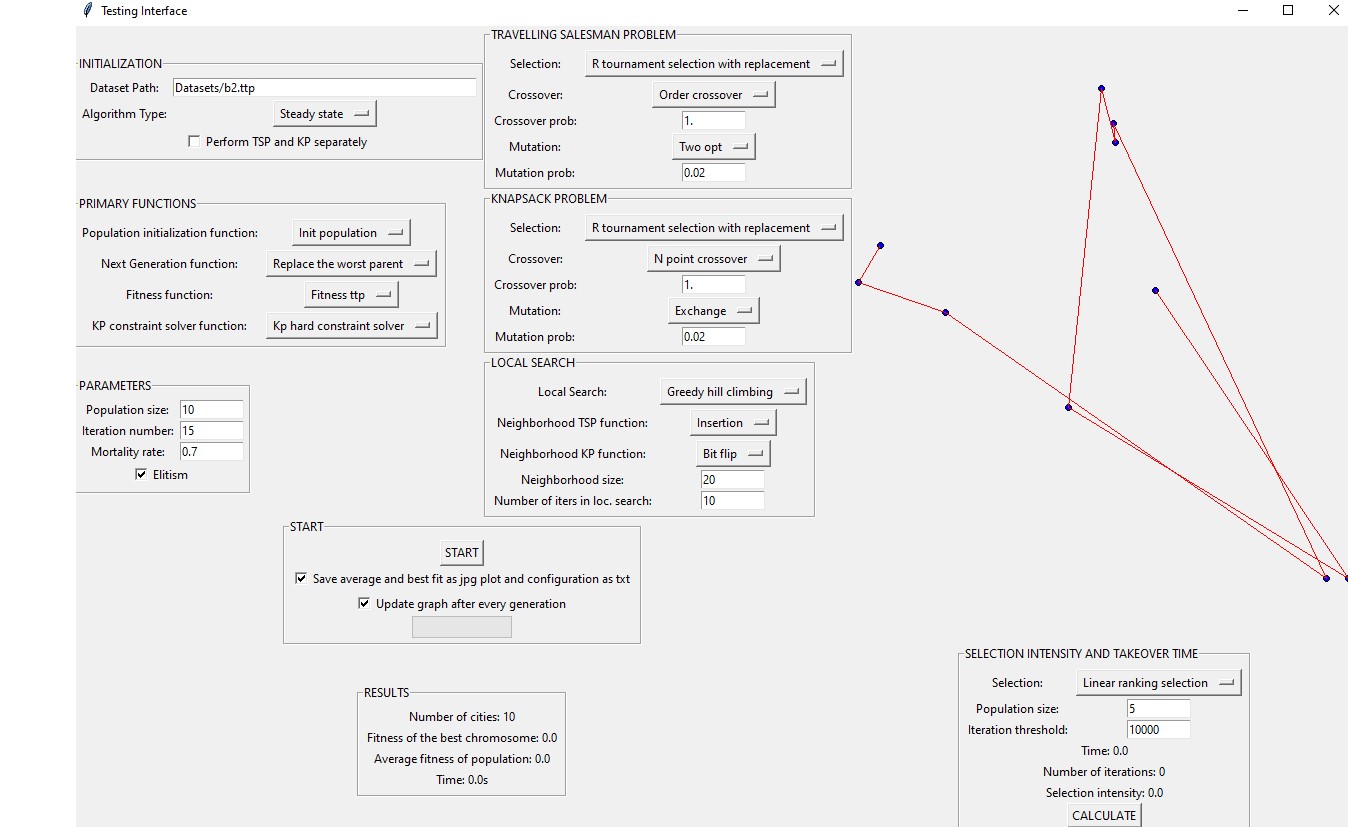 Testing Interface
INITIALIZATION
Dataset Path: Datasets/b2.ttp
Algorithm Type: Steady state
Perform TSP and KP separately
PRIMARY FUNCTIONS
Population initialization function: Init population
Next Generation function: Replace the worst parent
Fitness function: Fitness ttp
KP constraint solver function: Kp hard constraint solver
PARAMETERS
Population size: 10
Iteration number: 15
Mortality rate: 0.7
Elitism
TRAVELLING SALESMAN PROBLEM
Selection: R tournament selection with replacement
Crossover: Order crossover
Crossover prob: 1.
Mutation: Two opt
Mutation prob: 0.02
KNAPSACK PROBLEM
Selection: R tournament selection with replacement
Crossover: N point crossover
Crossover prob: 1.
Mutation: Exchange
Mutation prob: 0.02
LOCAL SEARCH
Local Search: Greedy hill climbing
Neighborhood TSP function: Insertion
Neighborhood KP function: Bit flip
Neighborhood size: 20
Number of iters in loc. search: 10
START
START
Save average and best fit as jpg plot and configuration as txt
Update graph after every generation
RESULTS
Number of cities: 10
Fitness of the best chromosome: 0.0
Average fitness of population: 0.0
Time: 0.0s
SELECTION INTENSITY AND TAKEOVER TIME
Selection: Linear ranking selection
Population size: 5
Iteration threshold: 10000
Time: 0.0
Number of iterations: 0
Selection intensity: 0.0
CALCULATE